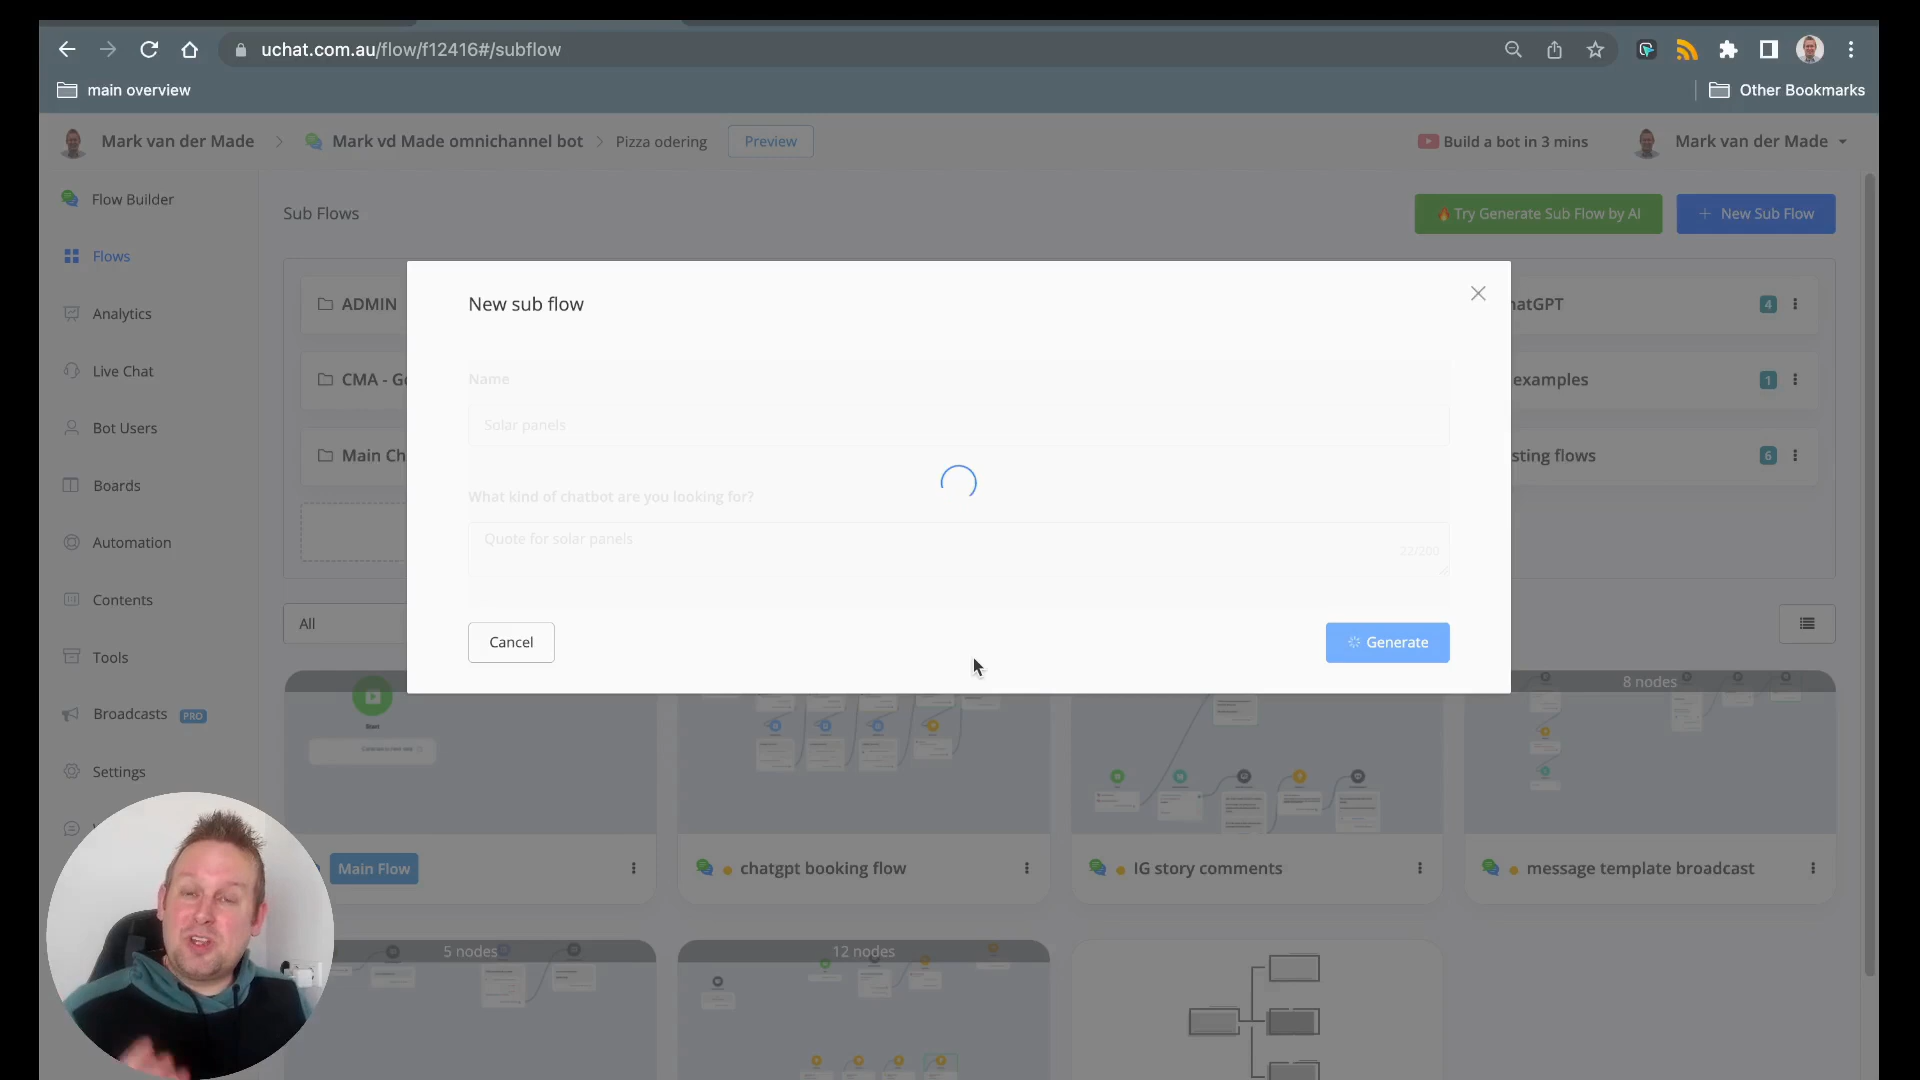 uchat.com.au/flow/f12416#/subflow
main overview
Other Bookmarks
Mark van der Made
Mark vd Made omnichannel bot
Pizza odering
Preview
Build a bot in 3 mins
Mark van der Made
Flow Builder
Flows
Analytics
Live Chat
Bot Users
Boards
Automation
Contents
Tools
Broadcasts PRO
Settings
Sub Flows
Try Generate Sub Flow by AI
+ New Sub Flow
ADMIN
CMA - G
Main Ch
hatGPT
4
examples
1
sting flows
6
All
New sub flow
Name
Solar panels
What kind of chatbot are you looking for?
Quote for solar panels
22/200
Cancel
Generate
8 nodes
Start
Main Flow
chatgpt booking flow
IG story comments
message template broadcast
5 nodes
12 nodes